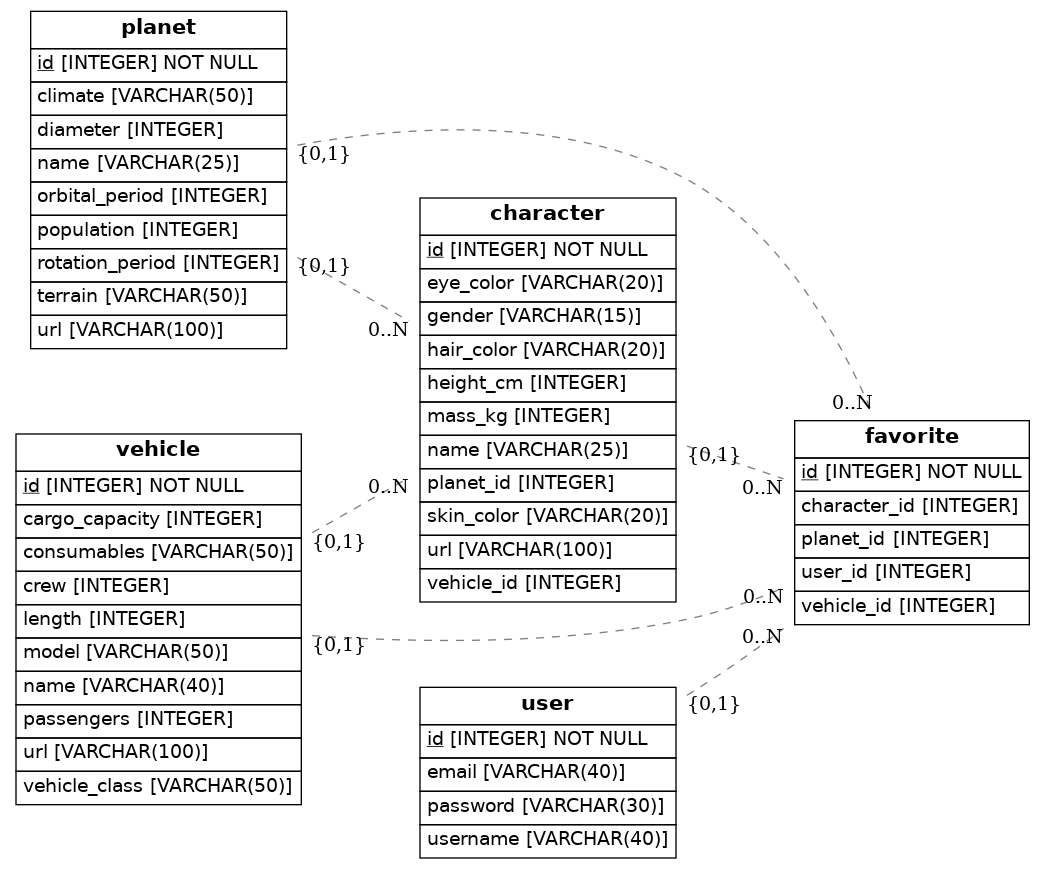 planet
id [INTEGER] NOT NULL
climate [VARCHAR(50)]
diameter [INTEGER]
name [VARCHAR(25)]
orbital_period [INTEGER]
population [INTEGER]
rotation_period [INTEGER]
terrain [VARCHAR(50)]
url [VARCHAR(100)]
{0,1}
{0,1}
0..N
character
id [INTEGER] NOT NULL
eye_color [VARCHAR(20)]
gender [VARCHAR(15)]
hair_color [VARCHAR(20)]
height_cm [INTEGER]
mass_kg [INTEGER]
name [VARCHAR(25)]
planet_id [INTEGER]
skin_color [VARCHAR(20)]
url [VARCHAR(100)]
vehicle_id [INTEGER]
0..N
{0,1}
0..N
favorite
id [INTEGER] NOT NULL
character_id [INTEGER]
planet_id [INTEGER]
user_id [INTEGER]
vehicle_id [INTEGER]
vehicle
id [INTEGER] NOT NULL
cargo_capacity [INTEGER]
consumables [VARCHAR(50)]
crew [INTEGER]
length [INTEGER]
model [VARCHAR(50)]
name [VARCHAR(40)]
passengers [INTEGER]
url [VARCHAR(100)]
vehicle_class [VARCHAR(50)]
0..N
{0,1}
{0,1}
0..N
0..N
{0,1}
user
id [INTEGER] NOT NULL
email [VARCHAR(40)]
password [VARCHAR(30)]
username [VARCHAR(40)]